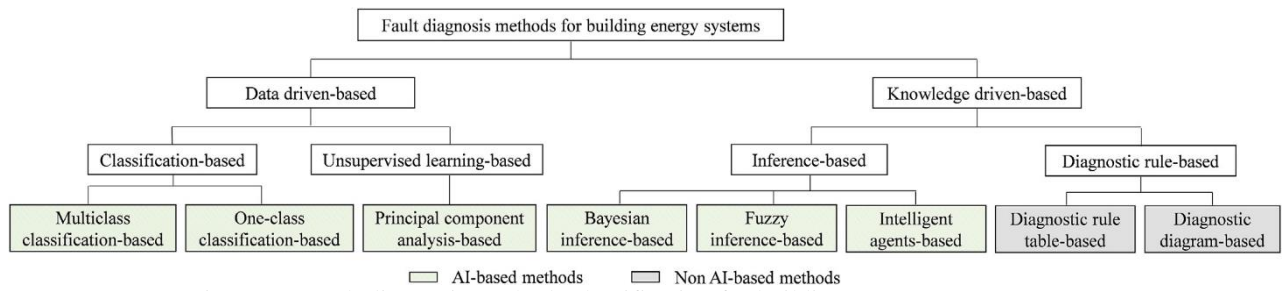 Fault diagnosis methods for building energy systems
Data driven-based
Knowledge driven-based
Classification-based
Unsupervised learning-based
Inference-based
Diagnostic rule-based
Multiclass
classification-based
One-class
classification-based
Principal component
analysis-based
Bayesian
inference-based
Fuzzy
inference-based
Intelligent
agents-based
Diagnostic rule
table-based
Diagnostic
diagram-based
AI-based methods
Non AI-based methods